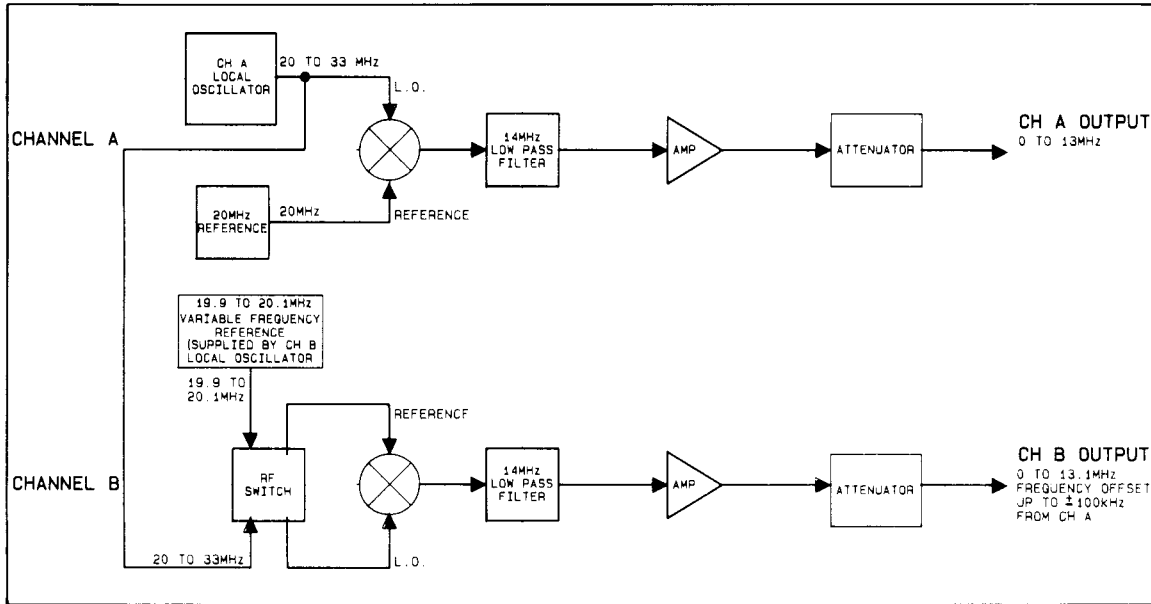 CH A
LOCAL
OSCILLATOR
20 TO 33 MHz
L.O.
CHANNEL A
14MHz
LOW PASS
FILTER
AMP
ATTENUATOR
CH A OUTPUT
0 TO 13MHz
20MHz
REFERENCE
20MHz
REFERENCE
19.9 TO 20.1MHz
VARIABLE FREQUENCY
REFERENCE
(SUPPLIED BY CH B
LOCAL OSCILLATOR
19.9 TO
20.1MHz
REFERENCE
CHANNEL B
RF
SWITCH
14MHz
LOW PASS
FILTER
AMP
ATTENUATOR
CH B OUTPUT
0 TO 13.1MHz
FREQUENCY OFFSET
UP TO ±100kHz
FROM CH A
20 TO 33MHz
L.O.